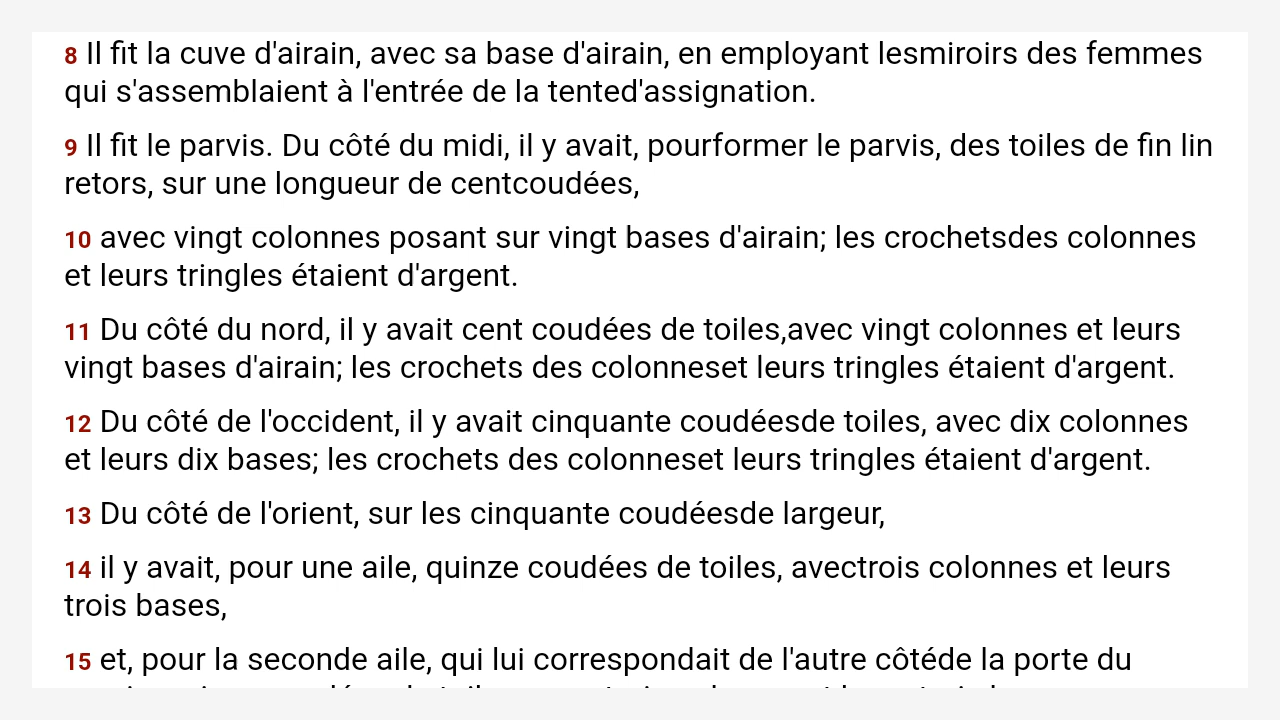 8 Il fit la cuve d'airain, avec sa base d'airain, en employant lesmiroirs des femmes
qui s'assemblaient à l'entrée de la tented'assignation.
9 Il fit le parvis. Du côté du midi, il y avait, pourformer le parvis, des toiles de fin lin
retors, sur une longueur de centcoudées,
10 avec vingt colonnes posant sur vingt bases d'airain; les crochetsdes colonnes
et leurs tringles étaient d'argent.
11 Du côté du nord, il y avait cent coudées de toiles,avec vingt colonnes et leurs
vingt bases d'airain; les crochets des colonneset leurs tringles étaient d'argent.
12 Du côté de l'occident, il y avait cinquante coudéesde toiles, avec dix colonnes
et leurs dix bases; les crochets des colonneset leurs tringles étaient d'argent.
13 Du côté de l'orient, sur les cinquante coudéesde largeur,
14 il y avait, pour une aile, quinze coudées de toiles, avectrois colonnes et leurs
trois bases,
15 et, pour la seconde aile, qui lui correspondait de l'autre côtéde la porte du